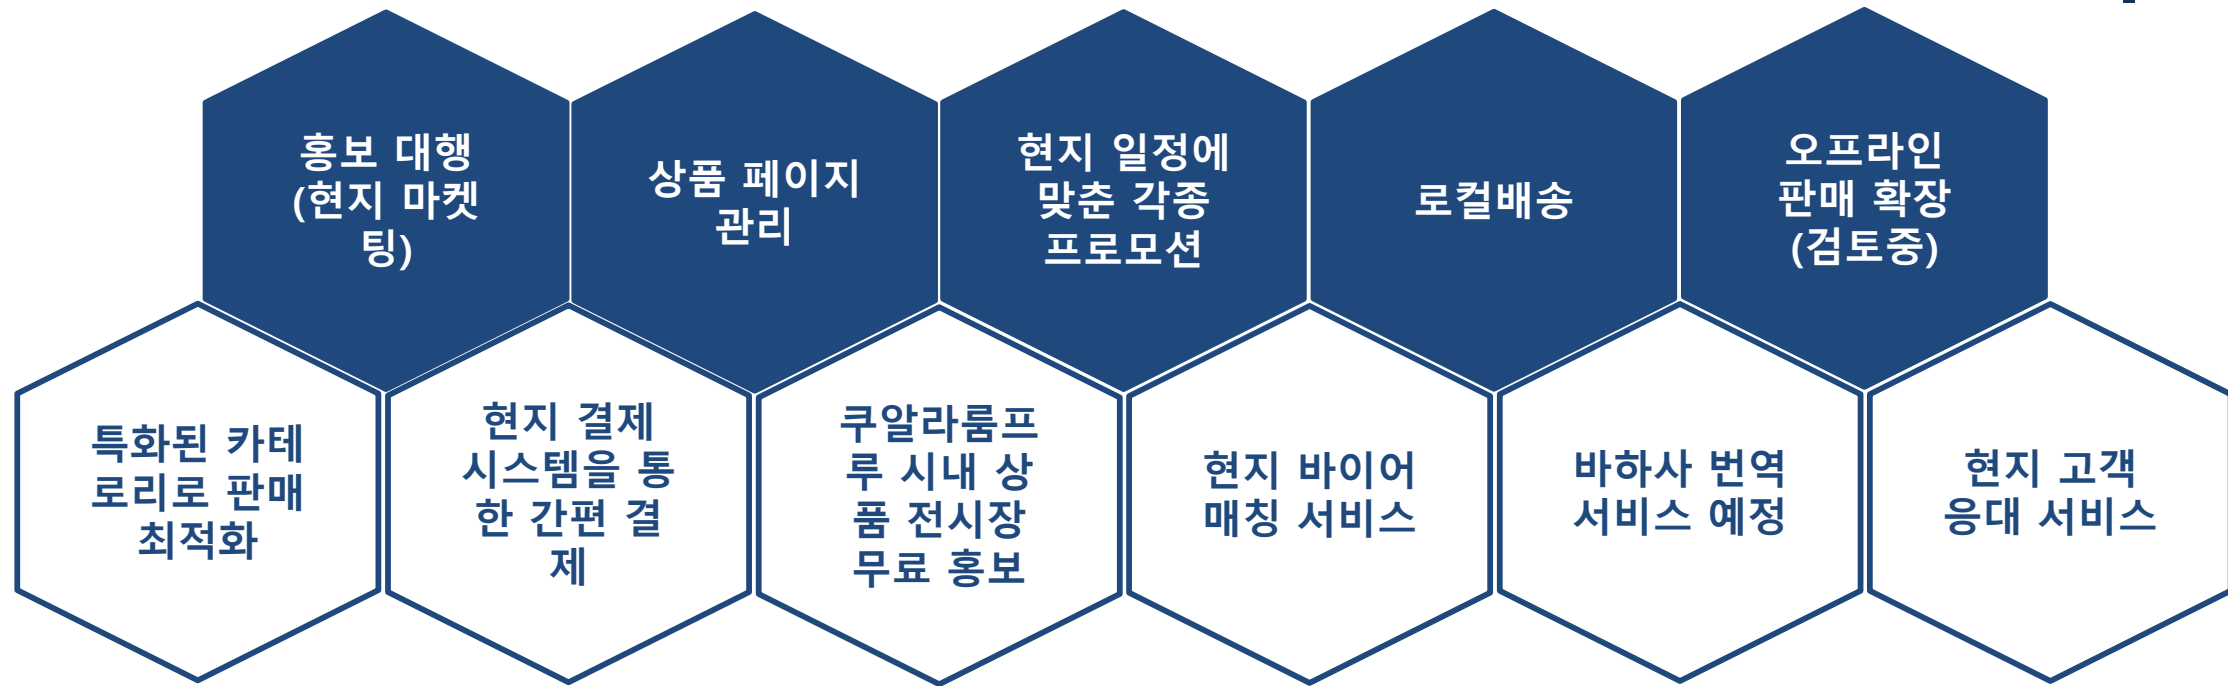 홍보 대행
(현지 마켓
팅)
상품 페이지
관리
현지 일정에
맞춘 각종
프로모션
로컬배송
오프라인
판매 확장
(검토중)
특화된 카테
로리로 판매
최적화
현지 결제
시스템을 통
한 간편 결
제
쿠알라룸프
루 시내 상
품 전시장
무료 홍보
현지 바이어
매칭 서비스
바하사 번역
서비스 예정
현지 고객
응대 서비스